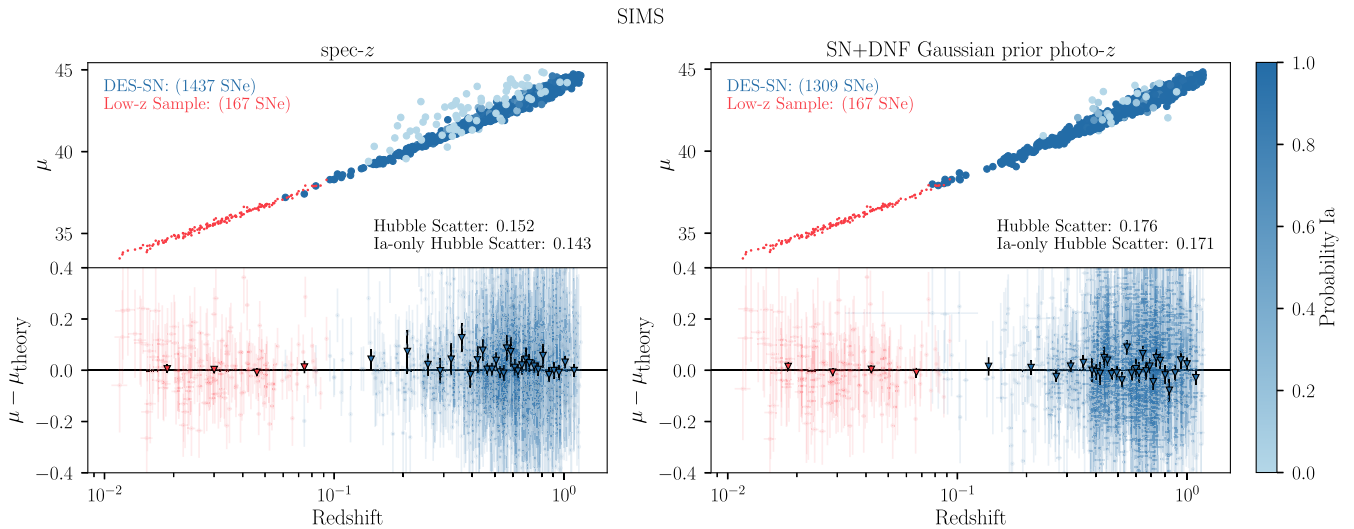 SIMS
spec-z
SN+DNF Gaussian prior photo-z
45
DES-SN: (1437 SNe)
Low-z Sample: (167 SNe)
40
μ
35
Hubble Scatter: 0.152
Ia-only Hubble Scatter: 0.143
0.4
0.2
0.0
−0.2
−0.4
μ − μtheory
10⁻² 10⁻¹ 10⁰
Redshift
45
DES-SN: (1309 SNe)
Low-z Sample: (167 SNe)
40
μ
35
Hubble Scatter: 0.176
Ia-only Hubble Scatter: 0.171
0.4
0.2
0.0
−0.2
−0.4
μ − μtheory
10⁻² 10⁻¹ 10⁰
Redshift
1.0
0.8
0.6
0.4
0.2
0.0
Probability Ia